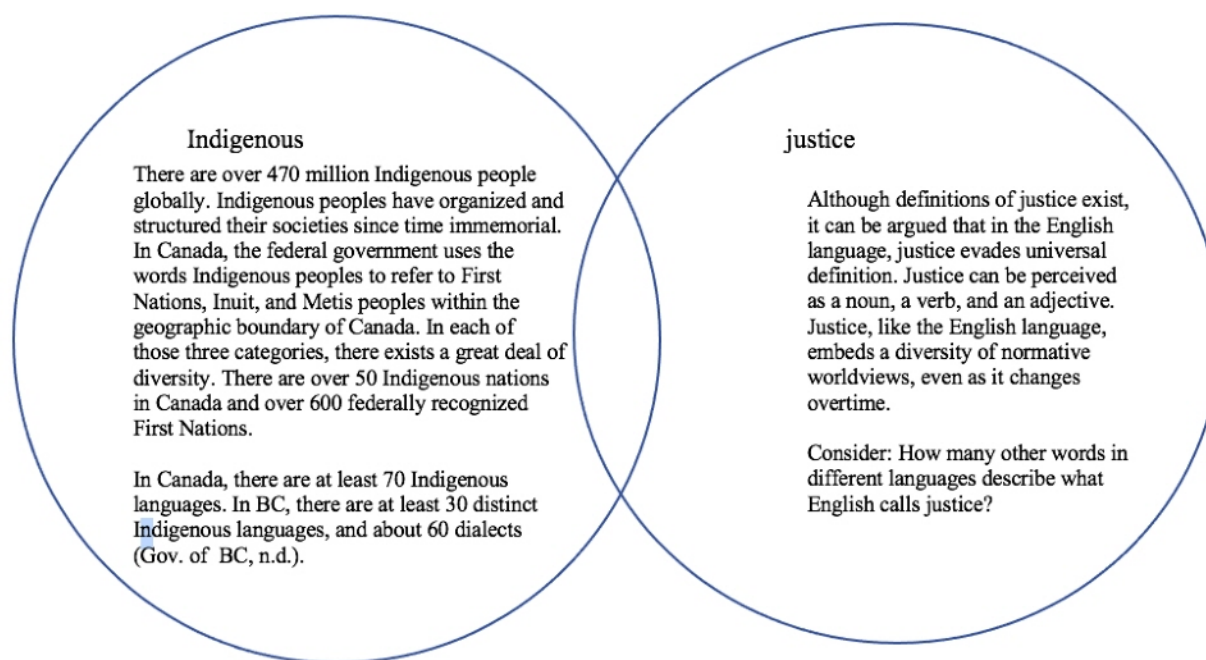 Indigenous
There are over 470 million Indigenous people
globally. Indigenous peoples have organized and
structured their societies since time immemorial.
In Canada, the federal government uses the
words Indigenous peoples to refer to First
Nations, Inuit, and Metis peoples within the
geographic boundary of Canada. In each of
those three categories, there exists a great deal of
diversity. There are over 50 Indigenous nations
in Canada and over 600 federally recognized
First Nations.
In Canada, there are at least 70 Indigenous
languages. In BC, there are at least 30 distinct
Indigenous languages, and about 60 dialects
(Gov. of BC, n.d.).
justice
Although definitions of justice exist,
it can be argued that in the English
language, justice evades universal
definition. Justice can be perceived
as a noun, a verb, and an adjective.
Justice, like the English language,
embeds a diversity of normative
worldviews, even as it changes
overtime.
Consider: How many other words in
different languages describe what
English calls justice?